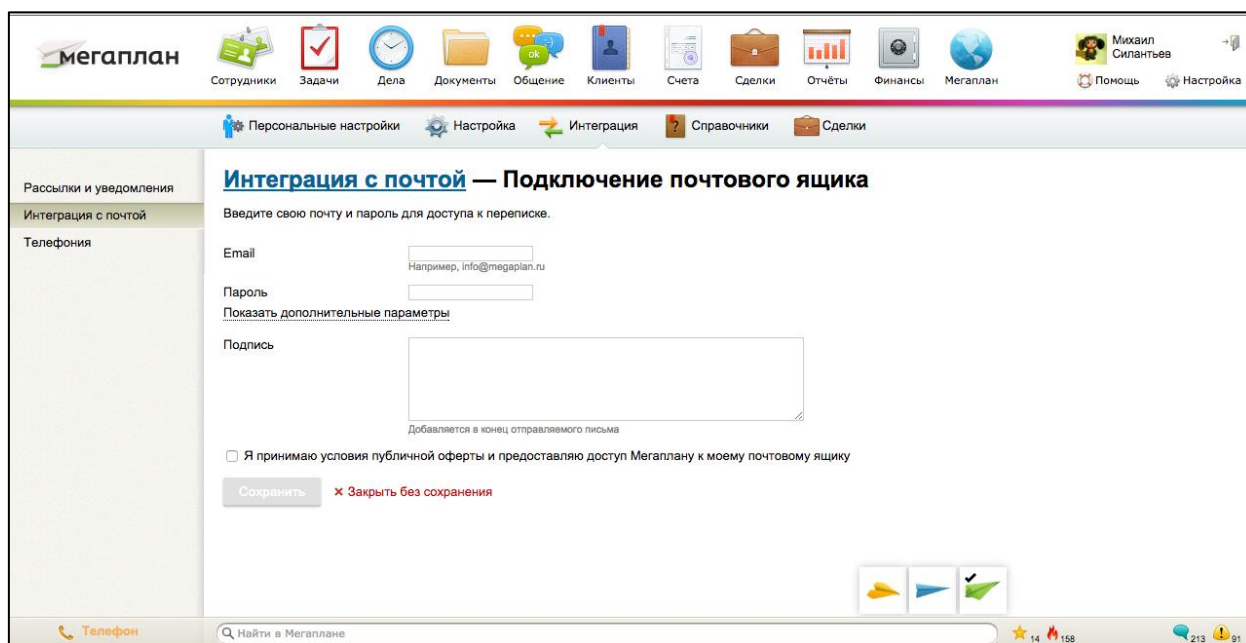 мегаплан
Сотрудники Задачи Дела Документы Общение Клиенты Счета Сделки Отчёты Финансы Мегаплан
ok
Михаил
Силантьев
Помощь Настройка
Персональные настройки Настройка Интеграция Справочники Сделки
Рассылки и уведомления
Интеграция с почтой
Телефония
Интеграция с почтой — Подключение почтового ящика
Введите свою почту и пароль для доступа к переписке.
Email
Например, info@megaplan.ru
Пароль
Показать дополнительные параметры
Подпись
Добавляется в конец отправляемого письма
Я принимаю условия публичной оферты и предоставляю доступ Мегаплану к моему почтовому ящику
Сохранить × Закрыть без сохранения
Телефон Найти в Мегаплане 14 158 213 91